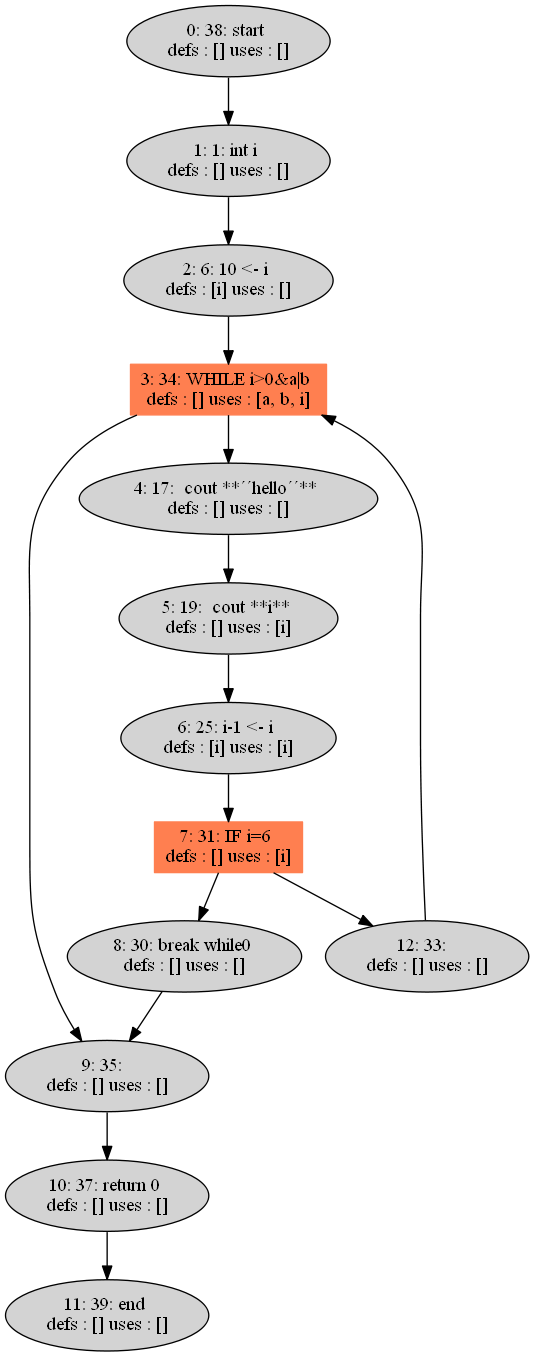 0: 38: start
defs : [] uses : []
1: 1: int i
defs : [] uses : []
2: 6: 10 <- i
defs : [i] uses : []
3: 34: WHILE i>0&a|b
defs : [] uses : [a, b, i]
4: 17:  cout **´´hello´´**
defs : [] uses : []
5: 19:  cout **i**
defs : [] uses : [i]
6: 25: i-1 <- i
defs : [i] uses : [i]
7: 31: IF i=6
defs : [] uses : [i]
8: 30: break while0
defs : [] uses : []
12: 33:
defs : [] uses : []
9: 35:
defs : [] uses : []
10: 37: return 0
defs : [] uses : []
11: 39: end
defs : [] uses : []